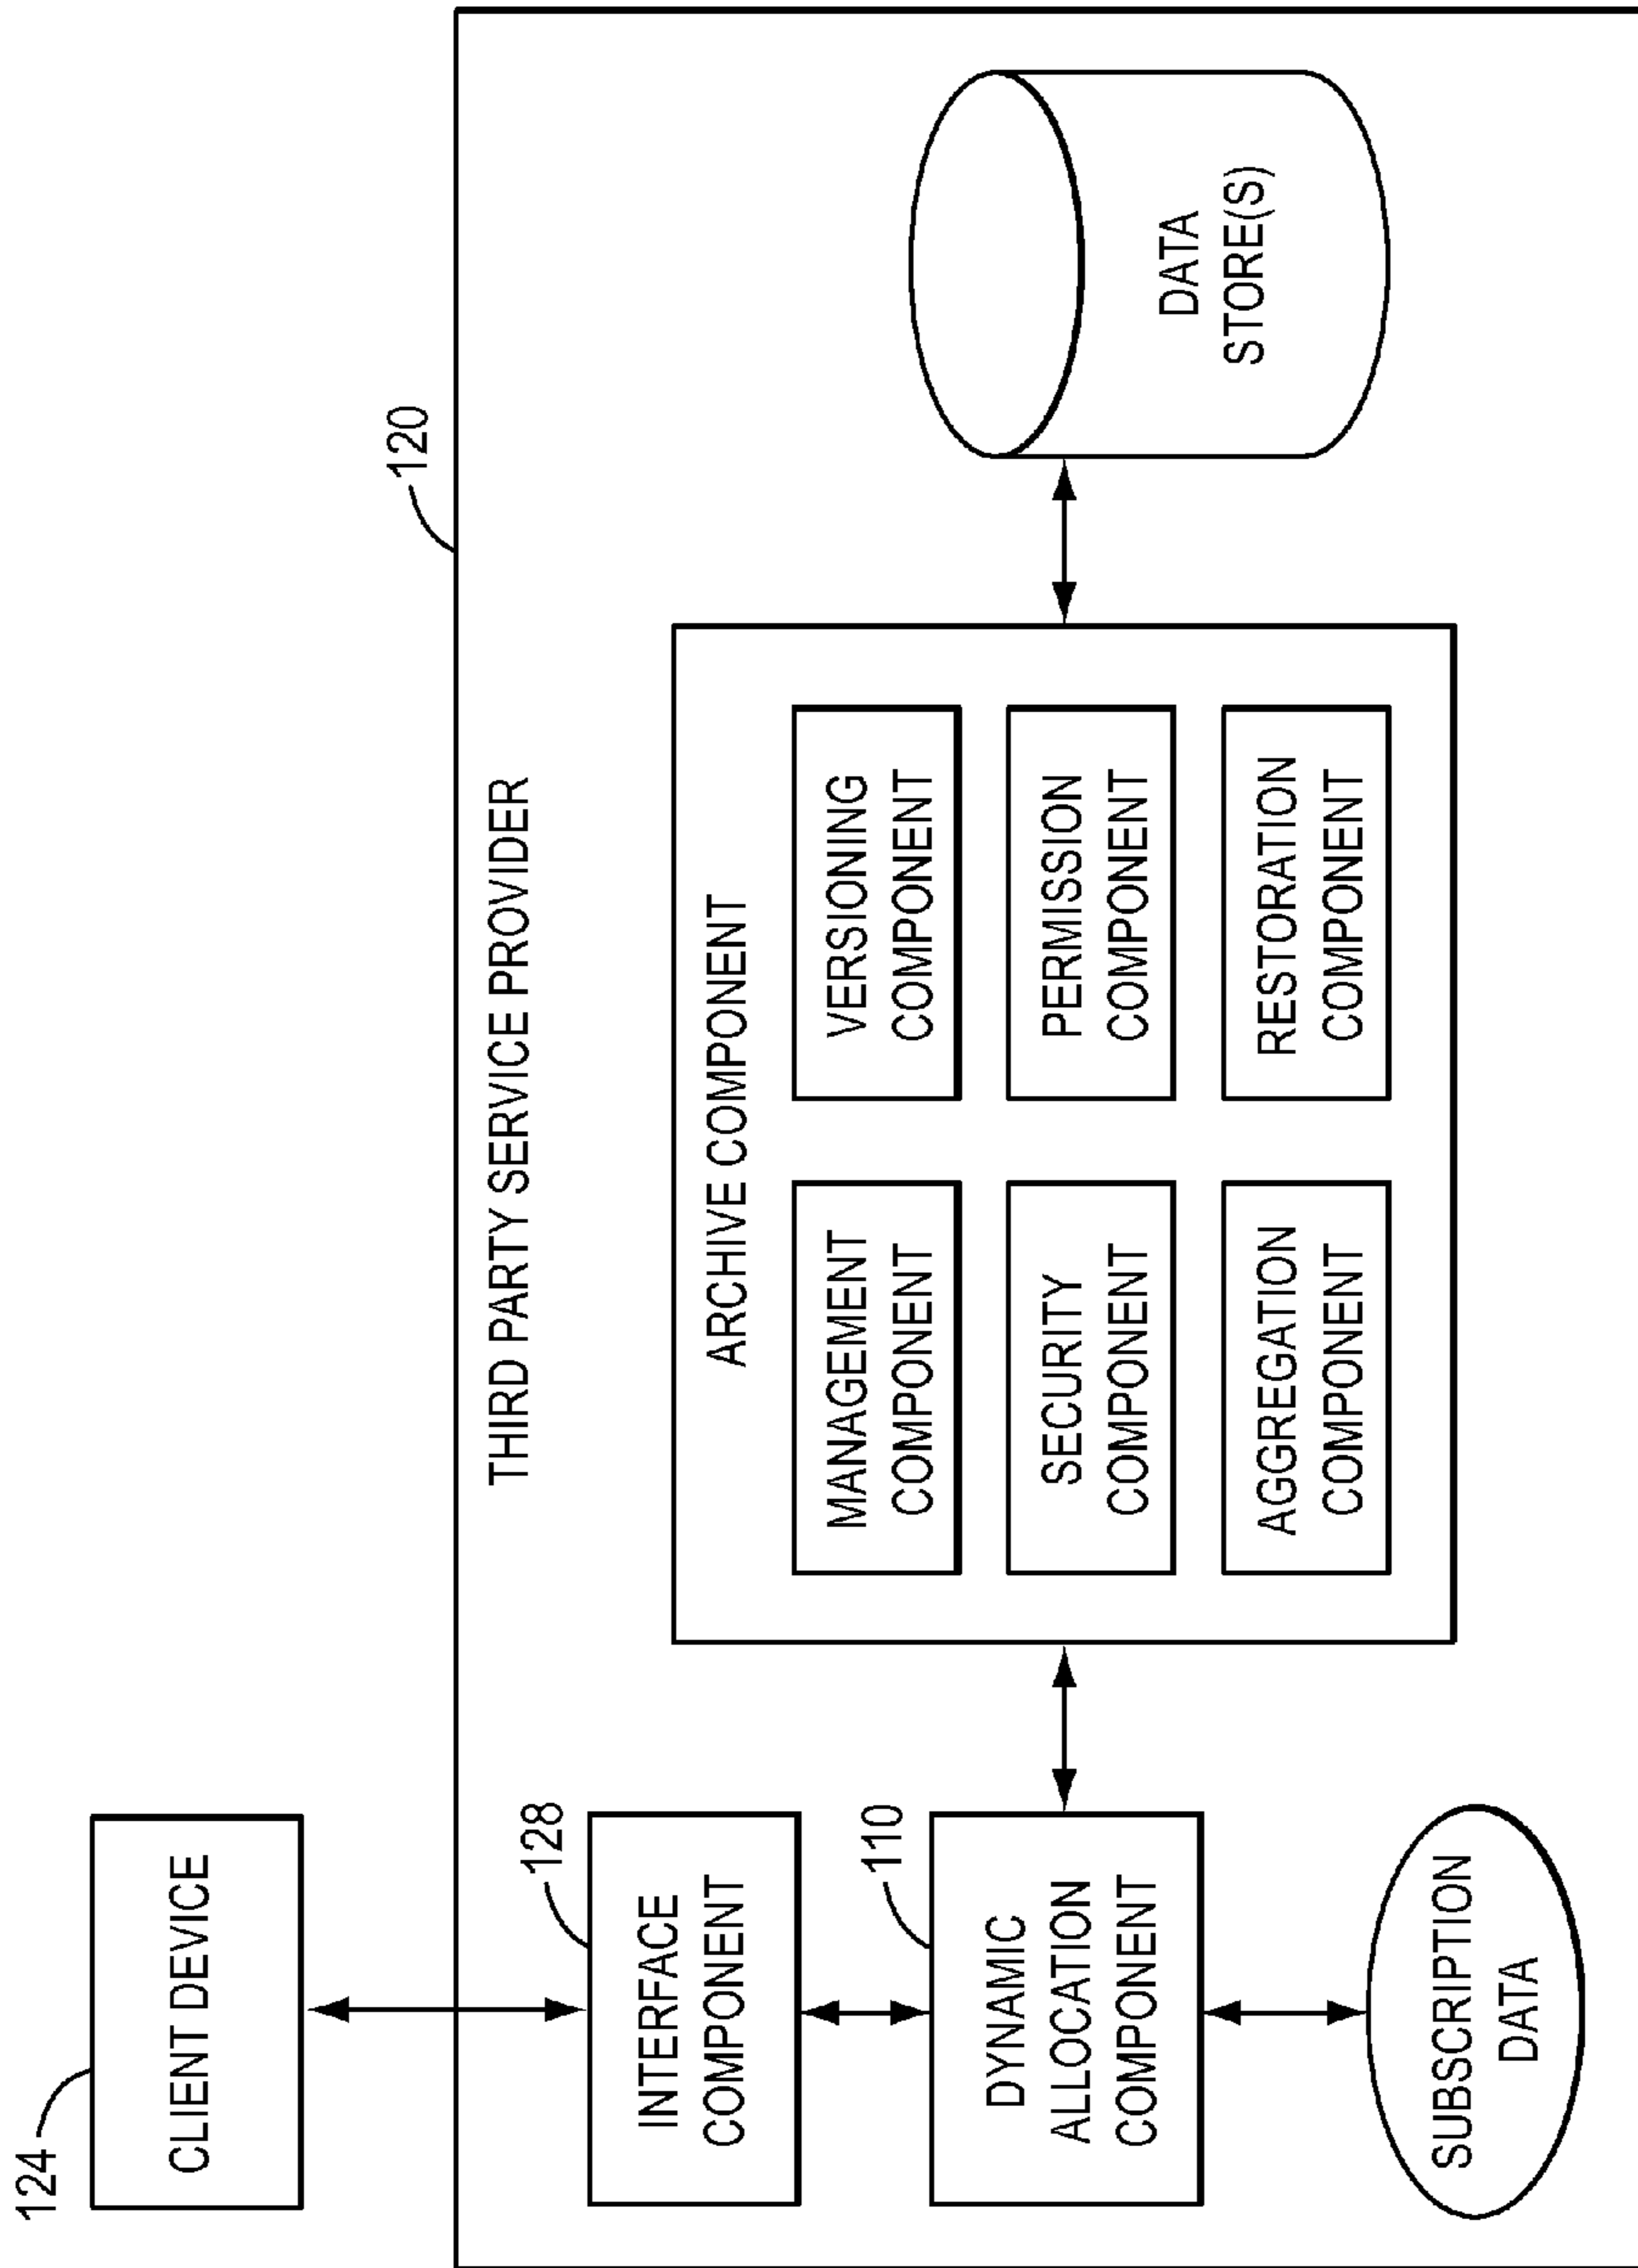 124
CLIENT DEVICE
120
THIRD PARTY SERVICE PROVIDER
128
INTERFACE
COMPONENT
110
DYNAMIC
ALLOCATION
COMPONENT
SUBSCRIPTION
DATA
ARCHIVE COMPONENT
MANAGEMENT
COMPONENT
VERSIONING
COMPONENT
SECURITY
COMPONENT
PERMISSION
COMPONENT
AGGREGATION
COMPONENT
RESTORATION
COMPONENT
DATA
STORE(S)